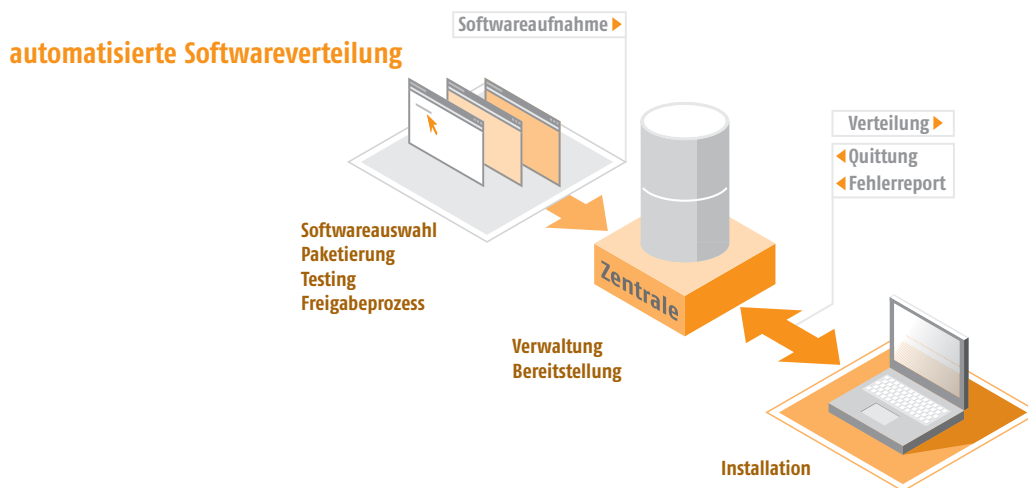 automatisierte Softwareverteilung
Softwareaufnahme
Verteilung
Quittung
Fehlerreport
Softwareauswahl
Paketierung
Testing
Freigabeprozess
Zentrale
Verwaltung
Bereitstellung
Installation